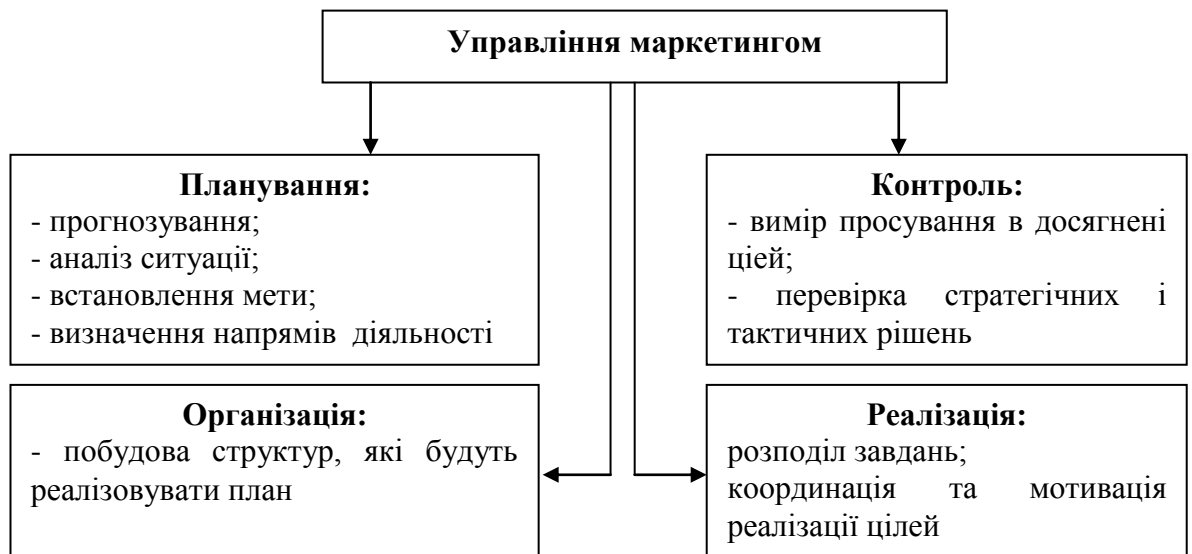 Управління маркетингом
Планування:
- прогнозування;
- аналіз ситуації;
- встановлення мети;
- визначення напрямів діяльності
Контроль:
- вимір просування в досягнені
ціей;
- перевірка стратегічних і
тактичних рішень
Організація:
- побудова структур, які будуть
реалізовувати план
Реалізація:
розподіл завдань;
координація та мотивація
реалізації цілей